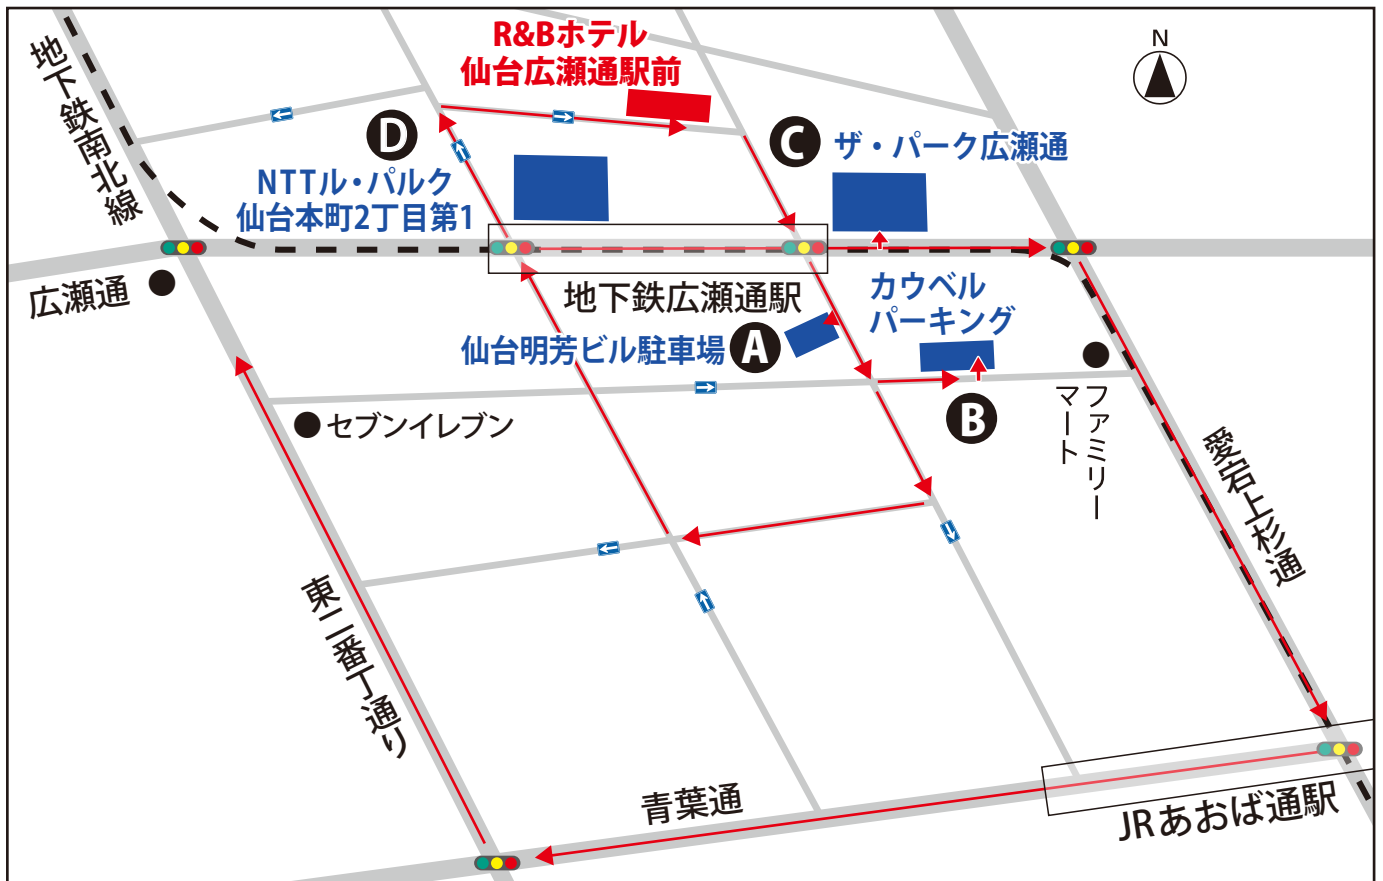 R&Bホテル
仙台広瀬通駅前
N
地下鉄南北線
D
C
ザ・パーク広瀬通
NTTル・パルク
仙台本町2丁目第1
広瀬通
地下鉄広瀬通駅
カウベル
パーキング
仙台明芳ビル駐車場
A
B
セブンイレブン
ファミリー
マート
愛宕上杉通
東二番丁通り
青葉通
JRあおば通駅